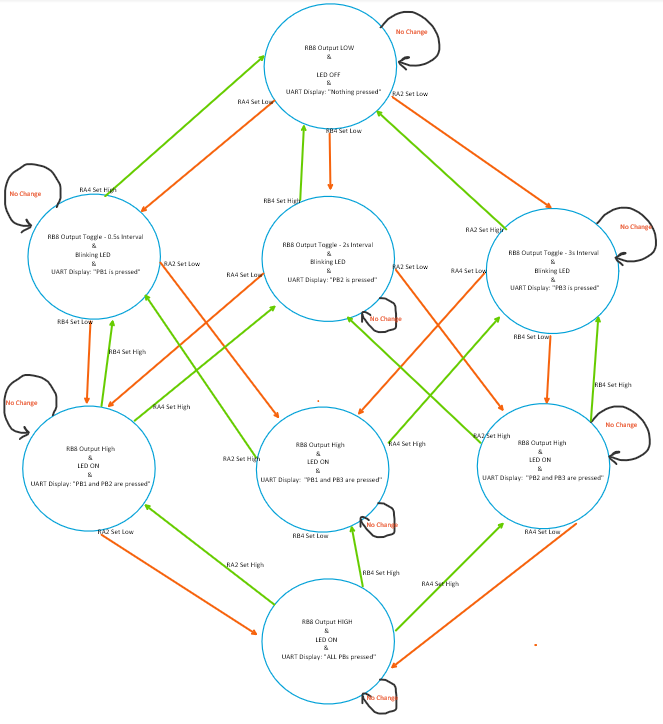 RB8 Output LOW
&
LED OFF
&
UART Display: "Nothing pressed"
No Change
RA4 Set Low
RB4 Set Low
RA2 Set Low
RA4 Set High
RB4 Set High
RA2 Set High
No Change
RB8 Output Toggle - 0.5s Interval
&
Blinking LED
&
UART Display: "PB1 is pressed"
RB8 Output Toggle - 2s Interval
&
Blinking LED
&
UART Display: "PB2 is pressed"
No Change
RB8 Output Toggle - 3s Interval
&
Blinking LED
&
UART Display: "PB3 is pressed"
No Change
RA2 Set Low
RA4 Set Low
RA2 Set Low
RA4 Set Low
RB4 Set Low
RB4 Set High
RB4 Set Low
RB4 Set High
RA4 Set High
RA2 Set High
RA4 Set High
RA2 Set High
No Change
RB8 Output High
&
LED ON
&
UART Display: "PB1 and PB2 are pressed"
RB8 Output High
&
LED ON
&
UART Display: "PB1 and PB3 are pressed"
No Change
RB8 Output High
&
LED ON
&
UART Display: "PB2 and PB3 are pressed"
No Change
RA2 Set Low
RB4 Set Low
RA4 Set Low
RA2 Set High
RB4 Set High
RA4 Set High
RB8 Output HIGH
&
LED ON
&
UART Display: "ALL PBs pressed"
No Change